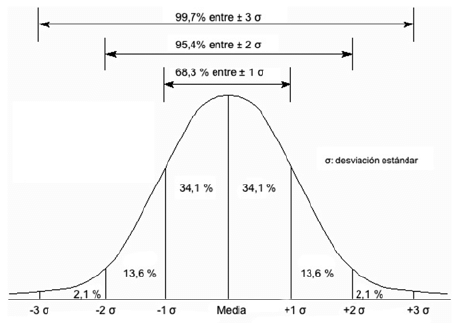 99,7% entre ± 3 σ
95,4% entre ± 2 σ
68,3 % entre ± 1 σ
σ: desviación estándar
34,1 % 34,1 %
13,6 % 13,6 %
2,1 % 2,1 %
-3 σ -2 σ -1 σ Media +1 σ +2 σ +3 σ